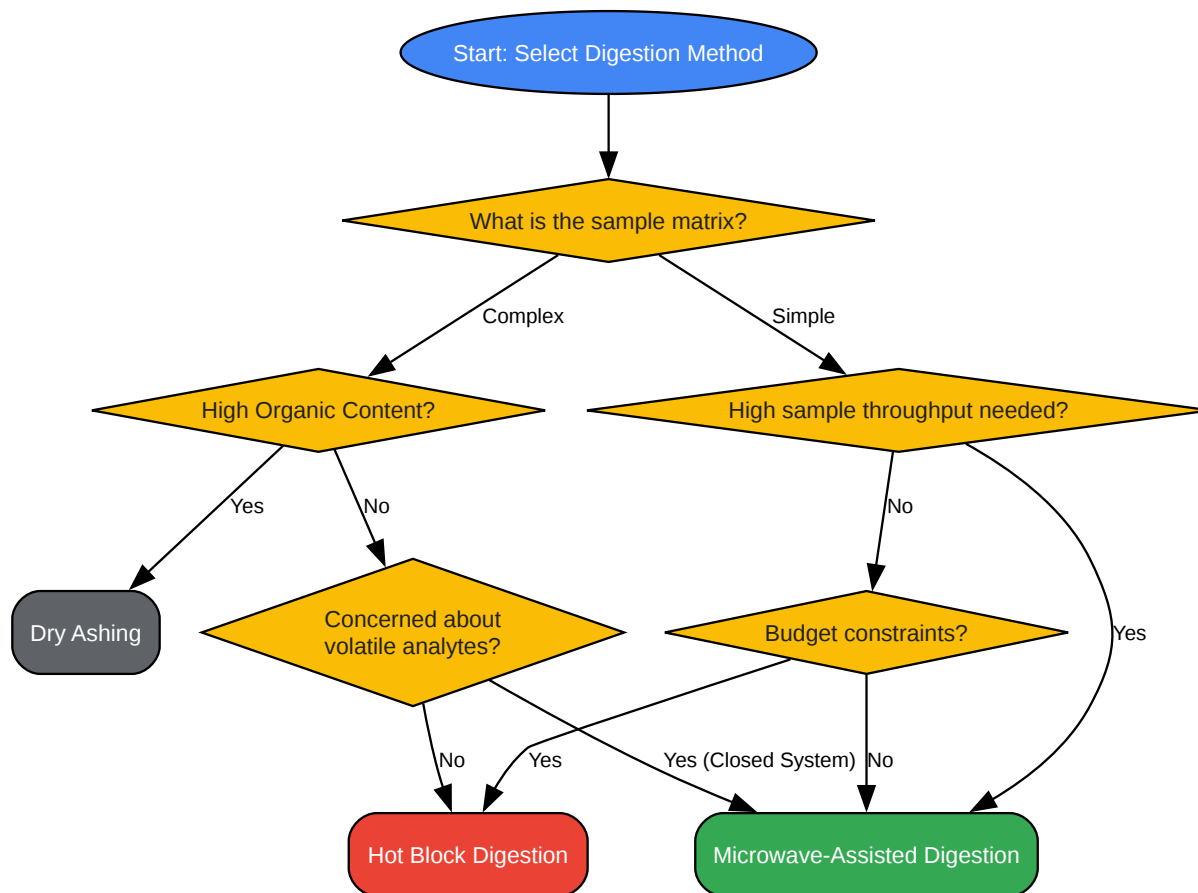 Start: Select Digestion Method
What is the sample matrix?
Complex
Simple
High Organic Content?
High sample throughput needed?
Yes
No
No
Dry Ashing
Concerned about
volatile analytes?
Budget constraints?
Yes
No
Yes
Yes (Closed System)
No
Hot Block Digestion
Microwave-Assisted Digestion